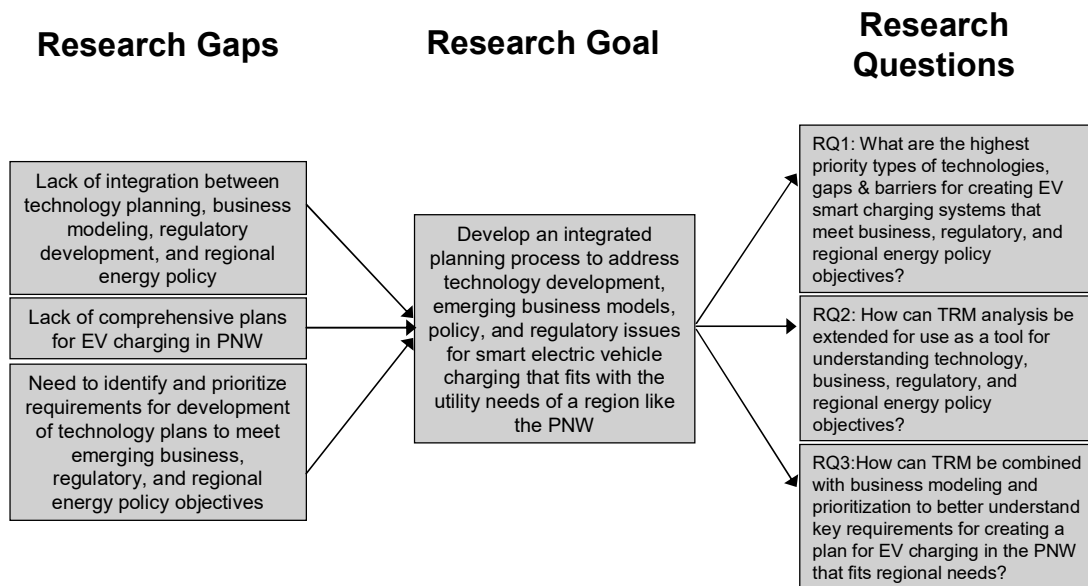 Research Gaps
Lack of integration between
technology planning, business
modeling, regulatory
development, and regional
energy policy
Lack of comprehensive plans
for EV charging in PNW
Need to identify and prioritize
requirements for development
of technology plans to meet
emerging business,
regulatory, and regional
energy policy objectives
Research Goal
Develop an integrated
planning process to address
technology development,
emerging business models,
policy, and regulatory issues
for smart electric vehicle
charging that fits with the
utility needs of a region like
the PNW
Research
Questions
RQ1: What are the highest
priority types of technologies,
gaps & barriers for creating EV
smart charging systems that
meet business, regulatory, and
regional energy policy
objectives?
RQ2: How can TRM analysis be
extended for use as a tool for
understanding technology,
business, regulatory, and
regional energy policy
objectives?
RQ3:How can TRM be combined
with business modeling and
prioritization to better understand
key requirements for creating a
plan for EV charging in the PNW
that fits regional needs?